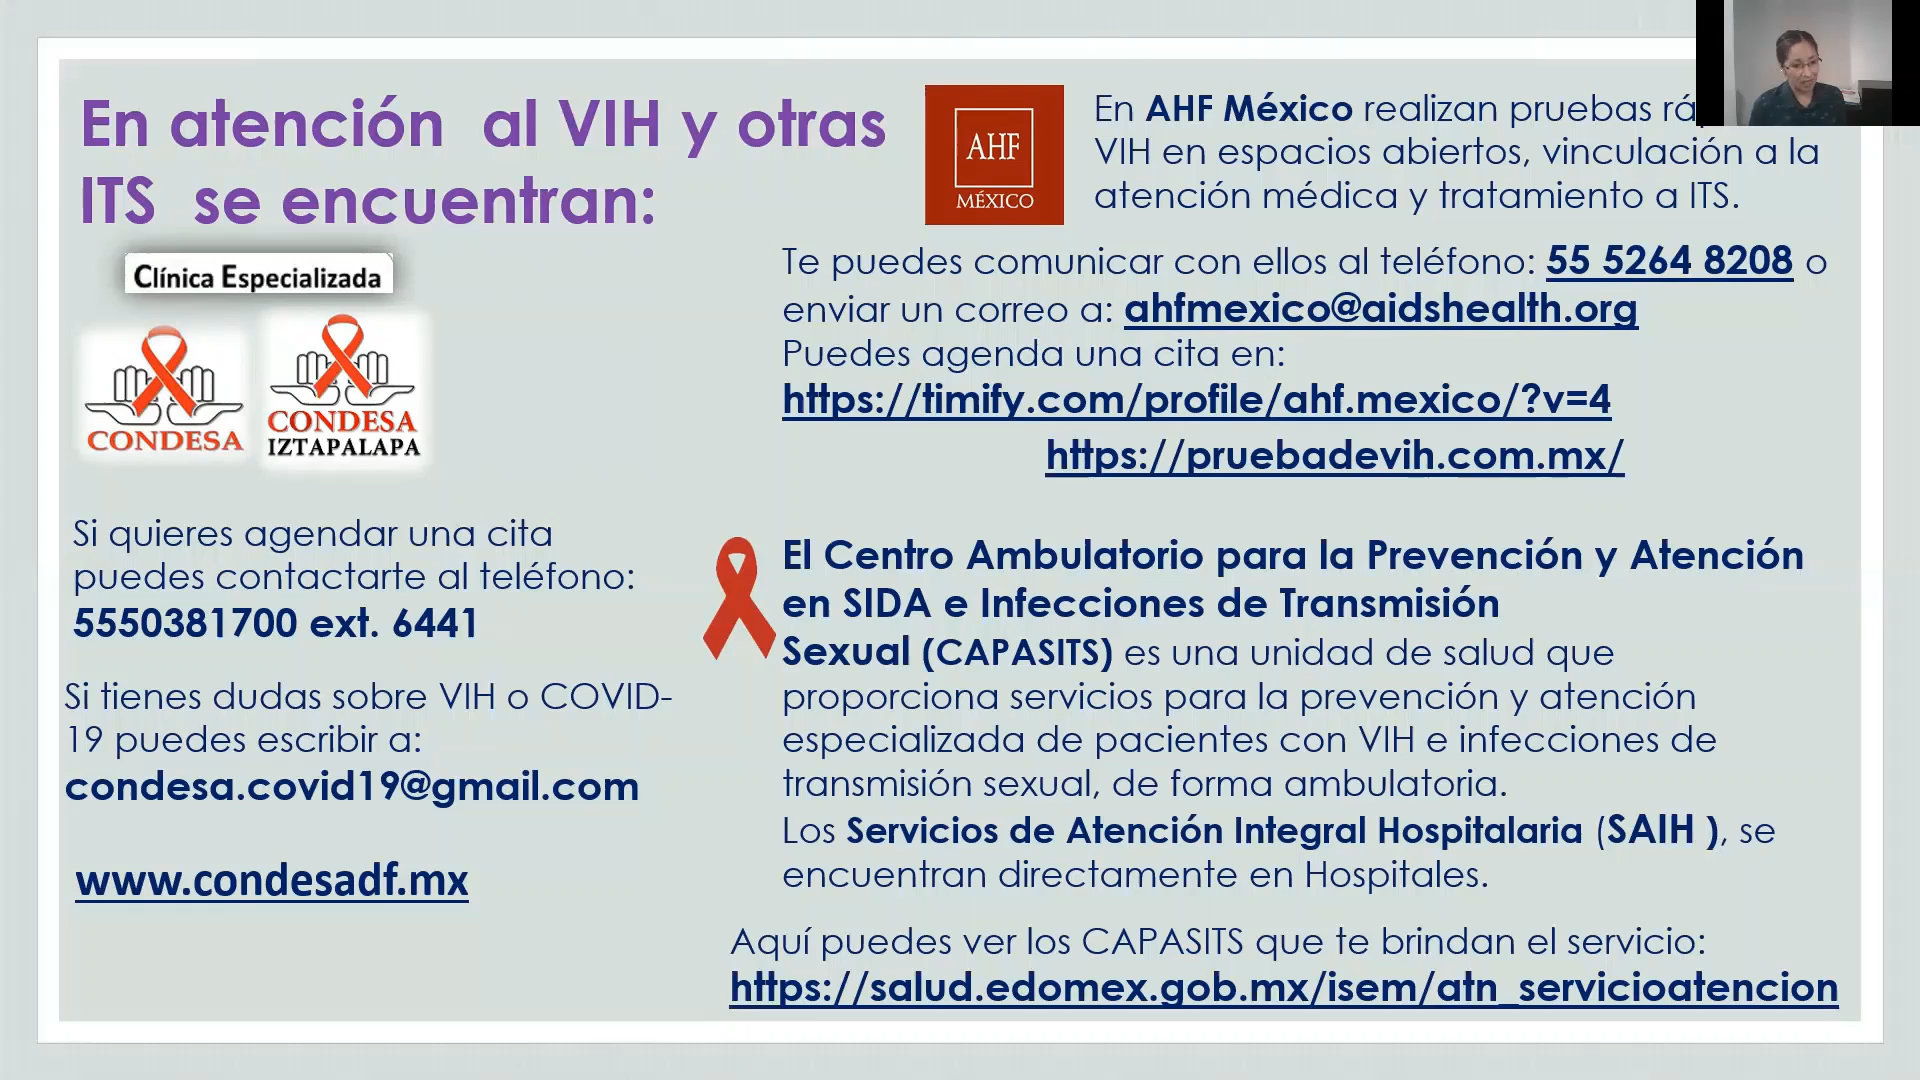 En atención al VIH y otras
ITS se encuentran:
Clínica Especializada
CONDESA
CONDESA
IZTAPALAPA
Si quieres agendar una cita
puedes contactarte al teléfono:
5550381700 ext. 6441
Si tienes dudas sobre VIH o COVID-
19 puedes escribir a:
condesa.covid19@gmail.com
www.condesadf.mx
AHF
MÉXICO
En AHF México realizan pruebas
VIH en espacios abiertos, vinculación a la
atención médica y tratamiento a ITS.
Te puedes comunicar con ellos al teléfono: 55 5264 8208 o
enviar un correo a: ahfmexico@aidshealth.org
Puedes agenda una cita en:
https://timify.com/profile/ahf.mexico/?v=4
https://pruebadevih.com.mx/
El Centro Ambulatorio para la Prevención y Atención
en SIDA e Infecciones de Transmisión
Sexual (CAPASITS) es una unidad de salud que
proporciona servicios para la prevención y atención
especializada de pacientes con VIH e infecciones de
transmisión sexual, de forma ambulatoria.
Los Servicios de Atención Integral Hospitalaria (SAIH ), se
encuentran directamente en Hospitales.
Aquí puedes ver los CAPASITS que te brindan el servicio:
https://salud.edomex.gob.mx/isem/atn_servicioatencion